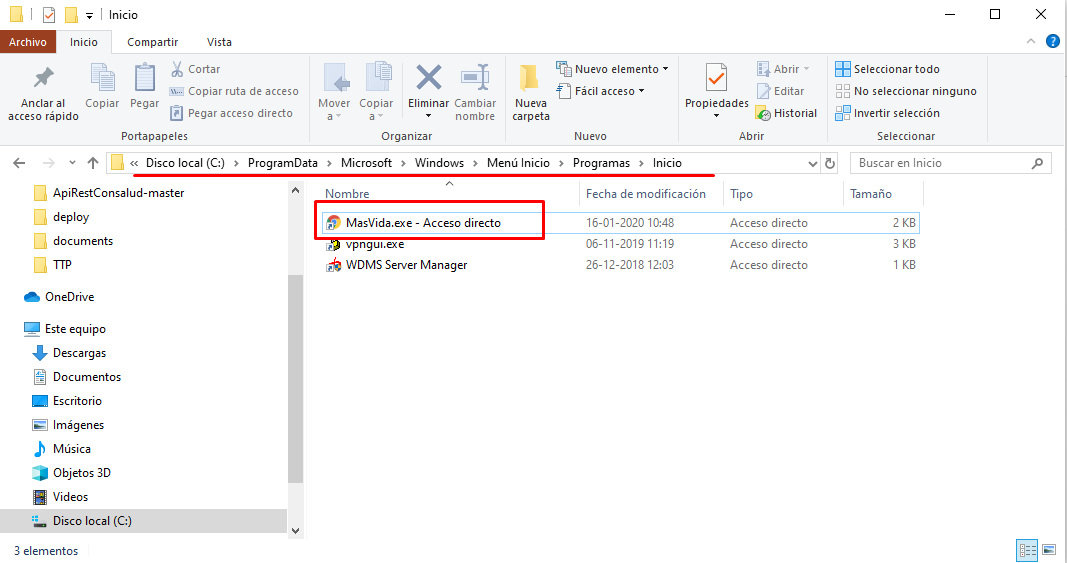 Inicio
Archivo Inicio Compartir Vista
Anclar al acceso rápido
Copiar
Pegar
Cortar
Copiar ruta de acceso
Pegar acceso directo
Portapapeles
Mover a
Copiar a
Eliminar
Cambiar nombre
Organizar
Nueva carpeta
Nuevo elemento
Fácil acceso
Nuevo
Propiedades
Abrir
Editar
Historial
Abrir
Seleccionar todo
No seleccionar ninguno
Invertir selección
Seleccionar
« Disco local (C:) > ProgramData > Microsoft > Windows > Menú Inicio > Programas > Inicio
Buscar en Inicio
ApiRestConsalud-master
deploy
documents
TTP
OneDrive
Este equipo
Descargas
Documentos
Escritorio
Imágenes
Música
Objetos 3D
Videos
Disco local (C:)
Nombre Fecha de modificación Tipo Tamaño
MasVida.exe - Acceso directo 16-01-2020 10:48 Acceso directo 2 KB
vpngui.exe 06-11-2019 11:19 Acceso directo 3 KB
WDMS Server Manager 26-12-2018 12:03 Acceso directo 1 KB
3 elementos